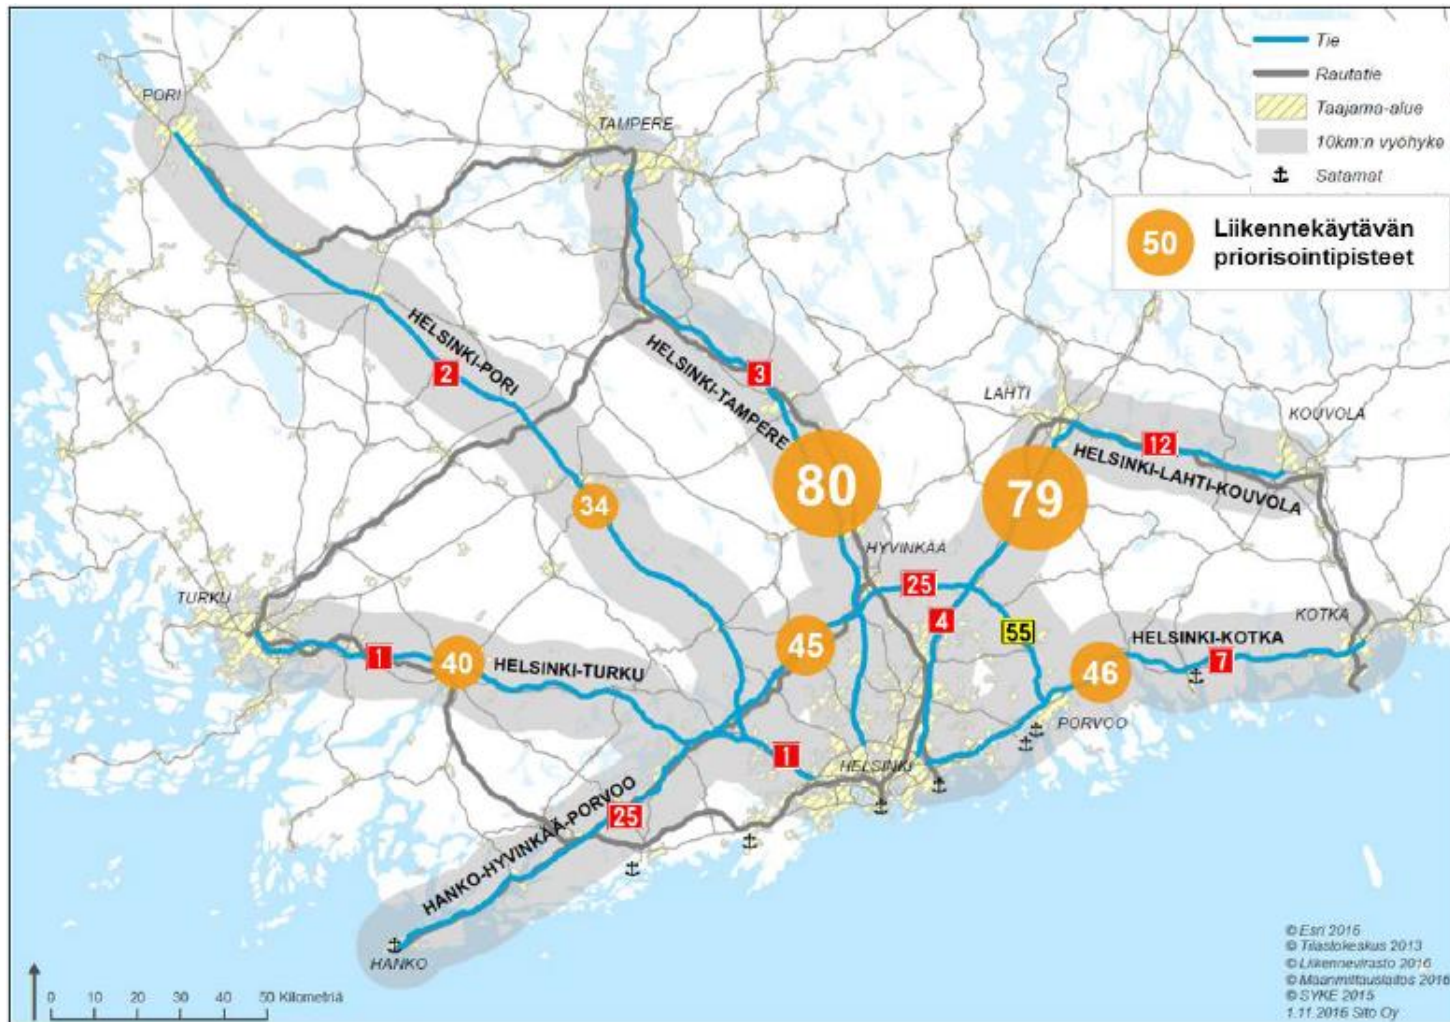 Tie
Rautatie
Taajama-alue
10km:n vyöhyke
Satamat
50
Liikennekäytävän
priorisointipisteet
PORI
TAMPERE
HELSINKI-PORI
2
HELSINKI-TAMPERE
3
LAHTI
KOUVOLA
12
HELSINKI-LAHTI-KOUVOLA
80
79
34
HYVINKÄÄ
25
TURKU
4
55
KOTKA
1
40
HELSINKI-TURKU
45
HELSINKI-KOTKA
46
7
PORVOO
1
HELSINKI
HANKO-HYVINKÄÄ-PORVOO
25
HANKO
0 10 20 30 40 50 Kilometriä
© Esri 2016
© Tilastokeskus 2013
© Liikennevirasto 2016
© Maanmittauslaitos 2016
© SYKE 2015
1.11.2016 Sito Oy